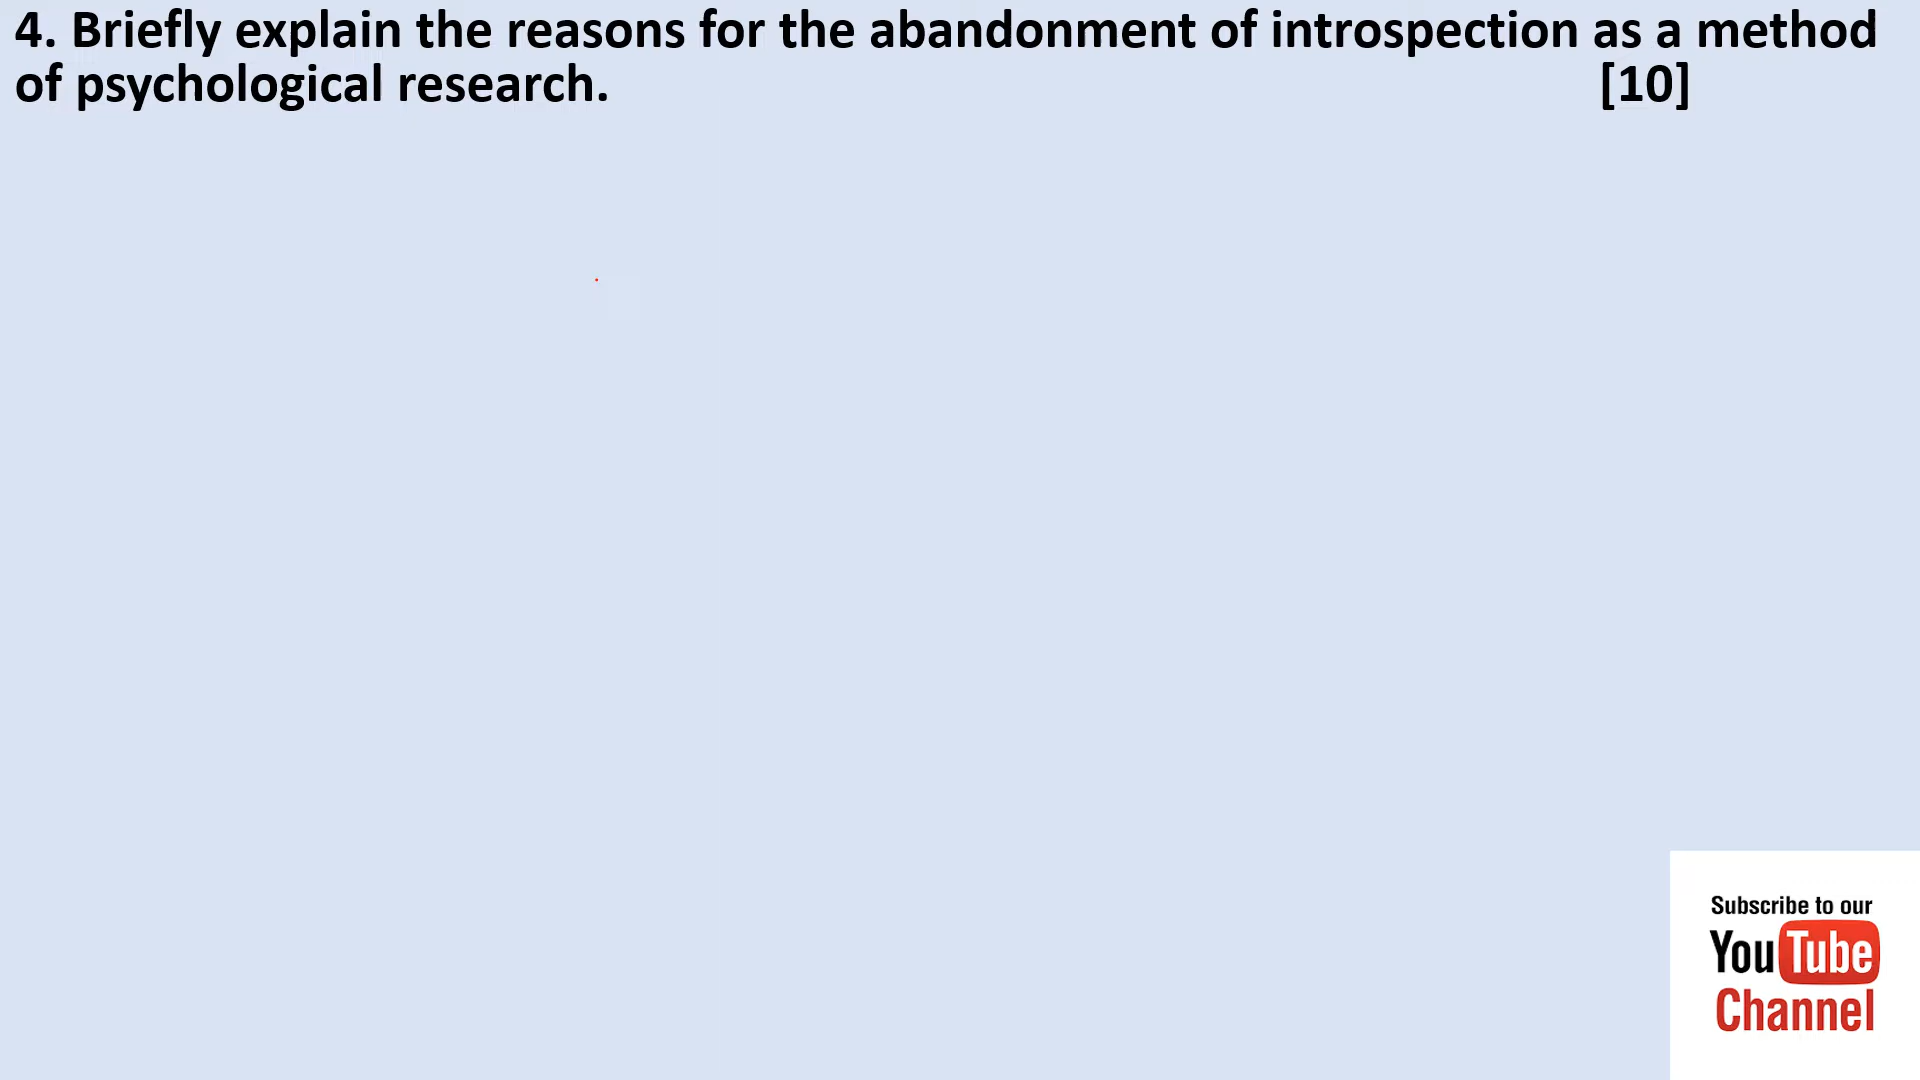 4. Briefly explain the reasons for the abandonment of introspection as a method
of psychological research. [10]
Subscribe to our
YouTube
Channel